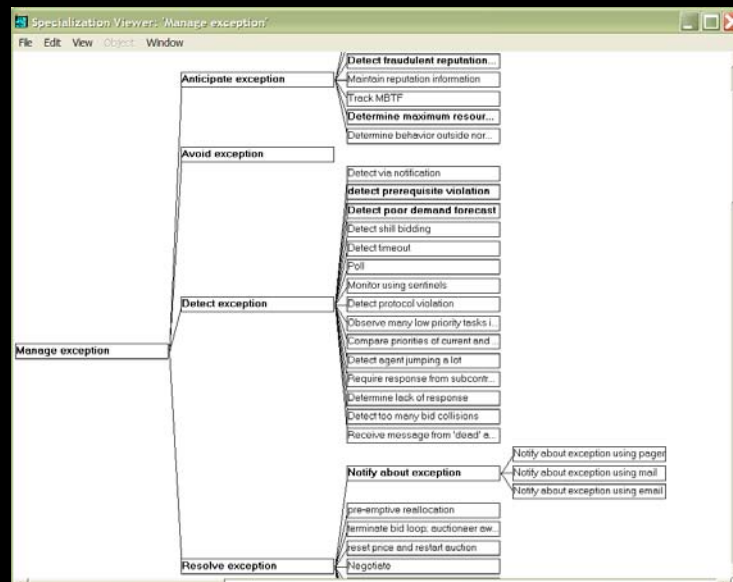 Specialization Viewer: 'Manage exception'
File Edit View Object Window
Detect fraudulent reputation...
Anticipate exception
Maintain reputation information
Track MBTF
Determine maximum resour...
Determine behavior outside nor...
Avoid exception
Detect via notification
detect prerequisite violation
Detect poor demand forecast
Detect shill bidding
Detect timeout
Poll
Monitor using sentinels
Detect exception
Detect protocol violation
Observe many low priority tasks i...
Compare priorities of current and ...
Manage exception
Detect agent jumping a lot
Require response from subcontr...
Determine lack of response
Detect too many bid collisions
Receive message from 'dead' a...
Notify about exception using pager
Notify about exception
Notify about exception using mail
Notify about exception using email
pre-emptive reallocation
terminate bid loop: auctioneer aw...
reset price and restart auction
Resolve exception
Negotiate